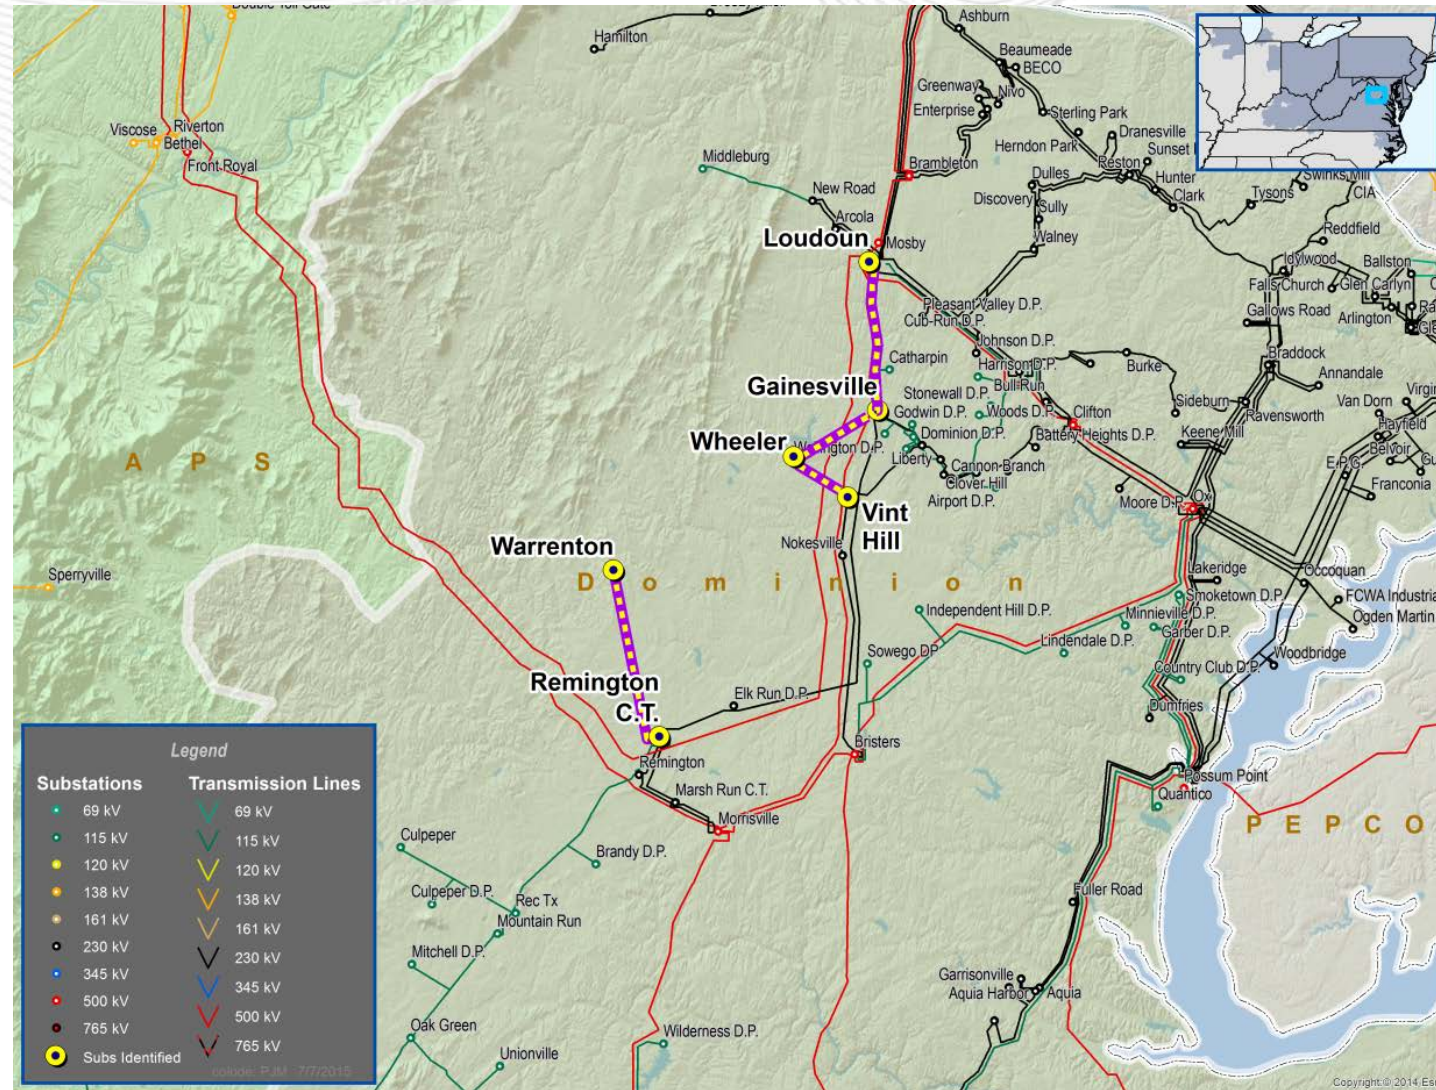 Hamilton
Ashburn
Beaumeade
BECO
Greenway
Nivo
Enterprise
Sterling Park
Viscose
Riverton
Bethel
Front Royal
Dranesville
Herndon Park
Middleburg
Reston
Hunter
Brambleton
Dulles
New Road
Discovery
Clark
Tysons
CIA
Sully
Arcola
Reddfield
Loudoun
Mosby
Walney
Idylwood
Ballston
Falls Church
Glen Carlyn
Pleasant Valley D.P.
Gallows Road
Arlington
Cub-Run D.P.
Johnson D.P.
Catharpin
Harrison D.P.
Braddock
Burke
Gainesville
Stonewall D.P.
Bull Run
Annandale
Godwin D.P.
Woods D.P.
Clifton
Sideburn
Van Dorn
Ravensworth
Wheeler
Dominion D.P.
Battery Heights D.P.
Keene Mill
Hayfield
A P S
Liberty
Cannon Branch
Belvoir
Clover Hill
E.P.G.
Airport D.P.
Franconia
Moore D.P.
Ox
Vint
Hill
Nokesville
Warrenton
Sperryville
Dominion
Lakeridge
Occoquan
Smoketown D.P.
Independent Hill D.P.
Minnieville D.P.
Ogden Martin
Garber D.P.
Lindendale D.P.
Sowego DP
Woodbridge
Country Club D.P.
Remington
C.T.
Elk Run D.P.
Dumfries
Bristers
Remington
Possum Point
Quantico
Marsh Run C.T.
Morrisville
PEPCO
Culpeper
Brandy D.P.
Culpeper D.P.
Rec Tx
Mountain Run
Fuller Road
Mitchell D.P.
Garrisonville
Aquia Harbor
Aquia
Oak Green
Wilderness D.P.
Unionville
Legend
Substations Transmission Lines
69 kV 69 kV
115 kV 115 kV
120 kV 120 kV
138 kV 138 kV
161 kV 161 kV
230 kV 230 kV
345 kV 345 kV
500 kV 500 kV
765 kV 765 kV
Subs Identified